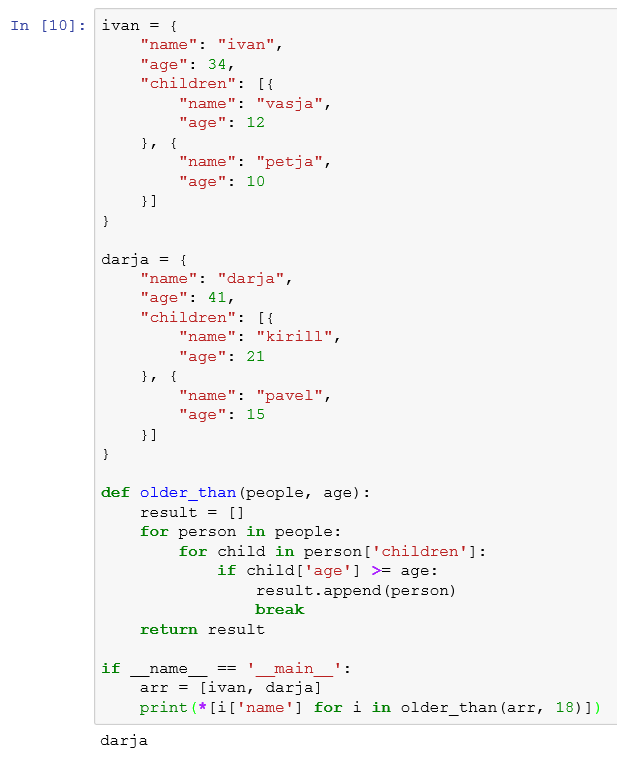 In [10]: ivan = {
    "name": "ivan",
    "age": 34,
    "children": [{
        "name": "vasja",
        "age": 12
    }, {
        "name": "petja",
        "age": 10
    }]
}

darja = {
    "name": "darja",
    "age": 41,
    "children": [{
        "name": "kirill",
        "age": 21
    }, {
        "name": "pavel",
        "age": 15
    }]
}

def older_than(people, age):
    result = []
    for person in people:
        for child in person['children']:
            if child['age'] >= age:
                result.append(person)
                break
    return result

if __name__ == '__main__':
    arr = [ivan, darja]
    print(*[i['name'] for i in older_than(arr, 18)])
darja